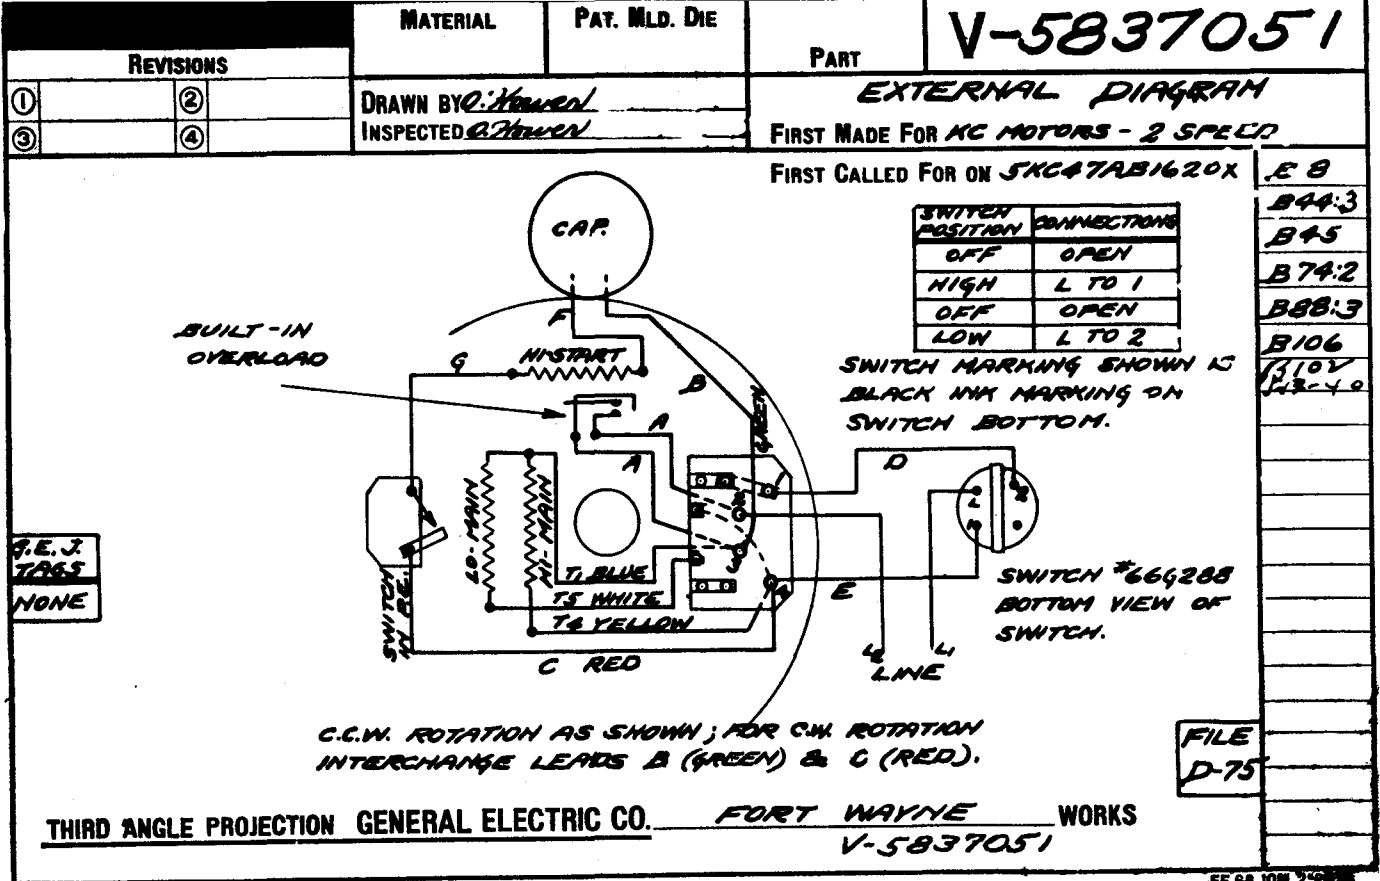 MATERIAL
PAT. MLD. DIE
PART
V-5837051
REVISIONS
1
2
3
4
DRAWN BY
INSPECTED
EXTERNAL DIAGRAM
FIRST MADE FOR KC MOTORS - 2 SPEED
FIRST CALLED FOR ON 5KC47AB1620X
E 8
B44:3
B45
B74:2
B88:3
B106
SWITCH POSITION CONNECTIONS
OFF OPEN
HIGH L TO 1
OFF OPEN
LOW L TO 2
SWITCH MARKING SHOWN IS
BLACK INK MARKING ON
SWITCH BOTTOM.
CAP.
BUILT-IN
OVERLOAD
F
G
HI-START
B
GREEN
A
A
D
LO-MAIN
HI-MAIN
L
T1 BLUE
T5 WHITE
T4 YELLOW
C RED
E
SWITCH
G.E.J.
TAGS
NONE
SWITCH #66G288
BOTTOM VIEW OF
SWITCH.
L2 L1
LINE
C.C.W. ROTATION AS SHOWN; FOR C.W. ROTATION
INTERCHANGE LEADS B (GREEN) & C (RED).
FILE
D-75
THIRD ANGLE PROJECTION GENERAL ELECTRIC CO. FORT WAYNE WORKS
V-5837051